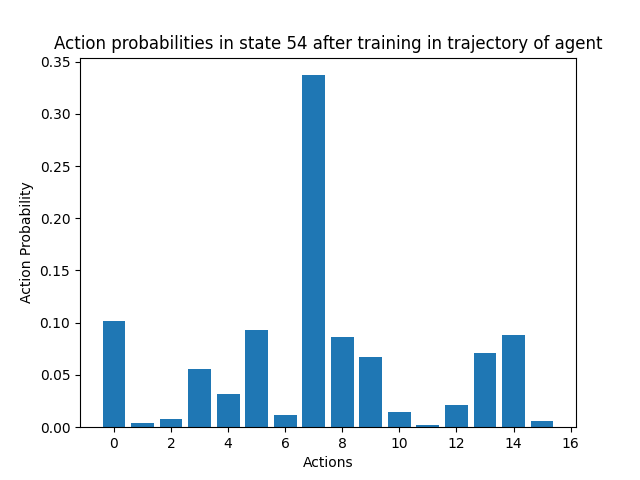 Action probabilities in state 54 after training in trajectory of agent
0.35
0.30
0.25
0.20
0.15
0.10
0.05
0.00
Action Probability
0 2 4 6 8 10 12 14 16
Actions